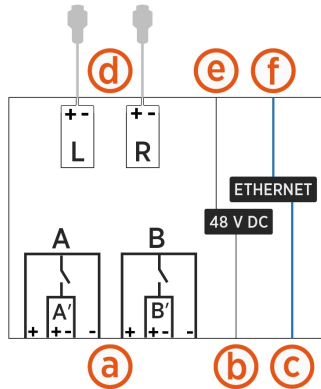 d e f
+ - + -
L R
ETHERNET
48 V DC
A B
A' B'
+ + - - + + - -
a b c